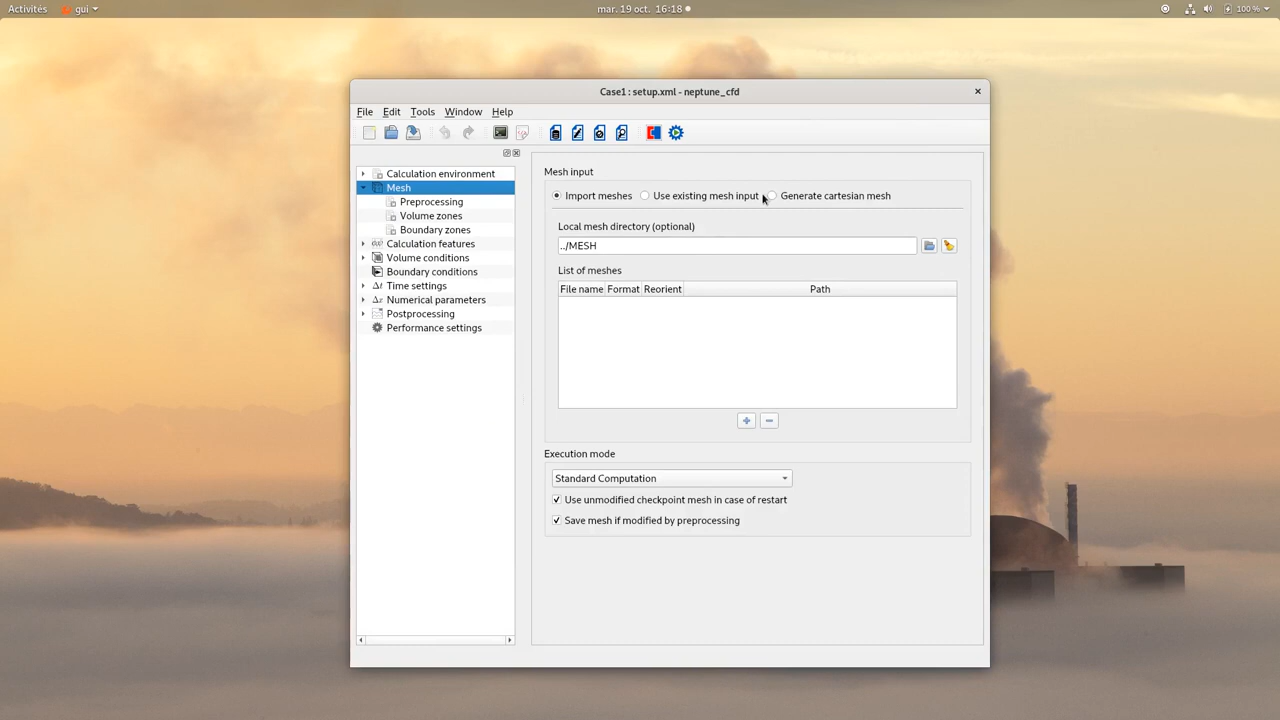 Activités gui mar. 19 oct. 16:18 100 %
Case1 : setup.xml - neptune_cfd
File Edit Tools Window Help
Calculation environment
Mesh
Preprocessing
Volume zones
Boundary zones
Calculation features
Volume conditions
Boundary conditions
Time settings
Numerical parameters
Postprocessing
Performance settings
Mesh input
Import meshes Use existing mesh input Generate cartesian mesh
Local mesh directory (optional)
../MESH
List of meshes
File name Format Reorient Path
Execution mode
Standard Computation
Use unmodified checkpoint mesh in case of restart
Save mesh if modified by preprocessing